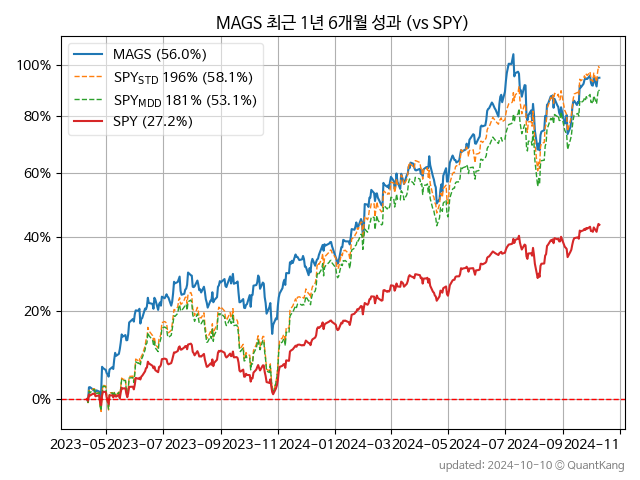 MAGS 최근 1년 6개월 성과 (vs SPY)
MAGS (56.0%)
SPY_STD 196% (58.1%)
SPY_MDD 181% (53.1%)
SPY (27.2%)
100%
80%
60%
40%
20%
0%
2023-05 2023-07 2023-09 2023-11 2024-01 2024-03 2024-05 2024-07 2024-09 2024-11
updated: 2024-10-10 © QuantKang